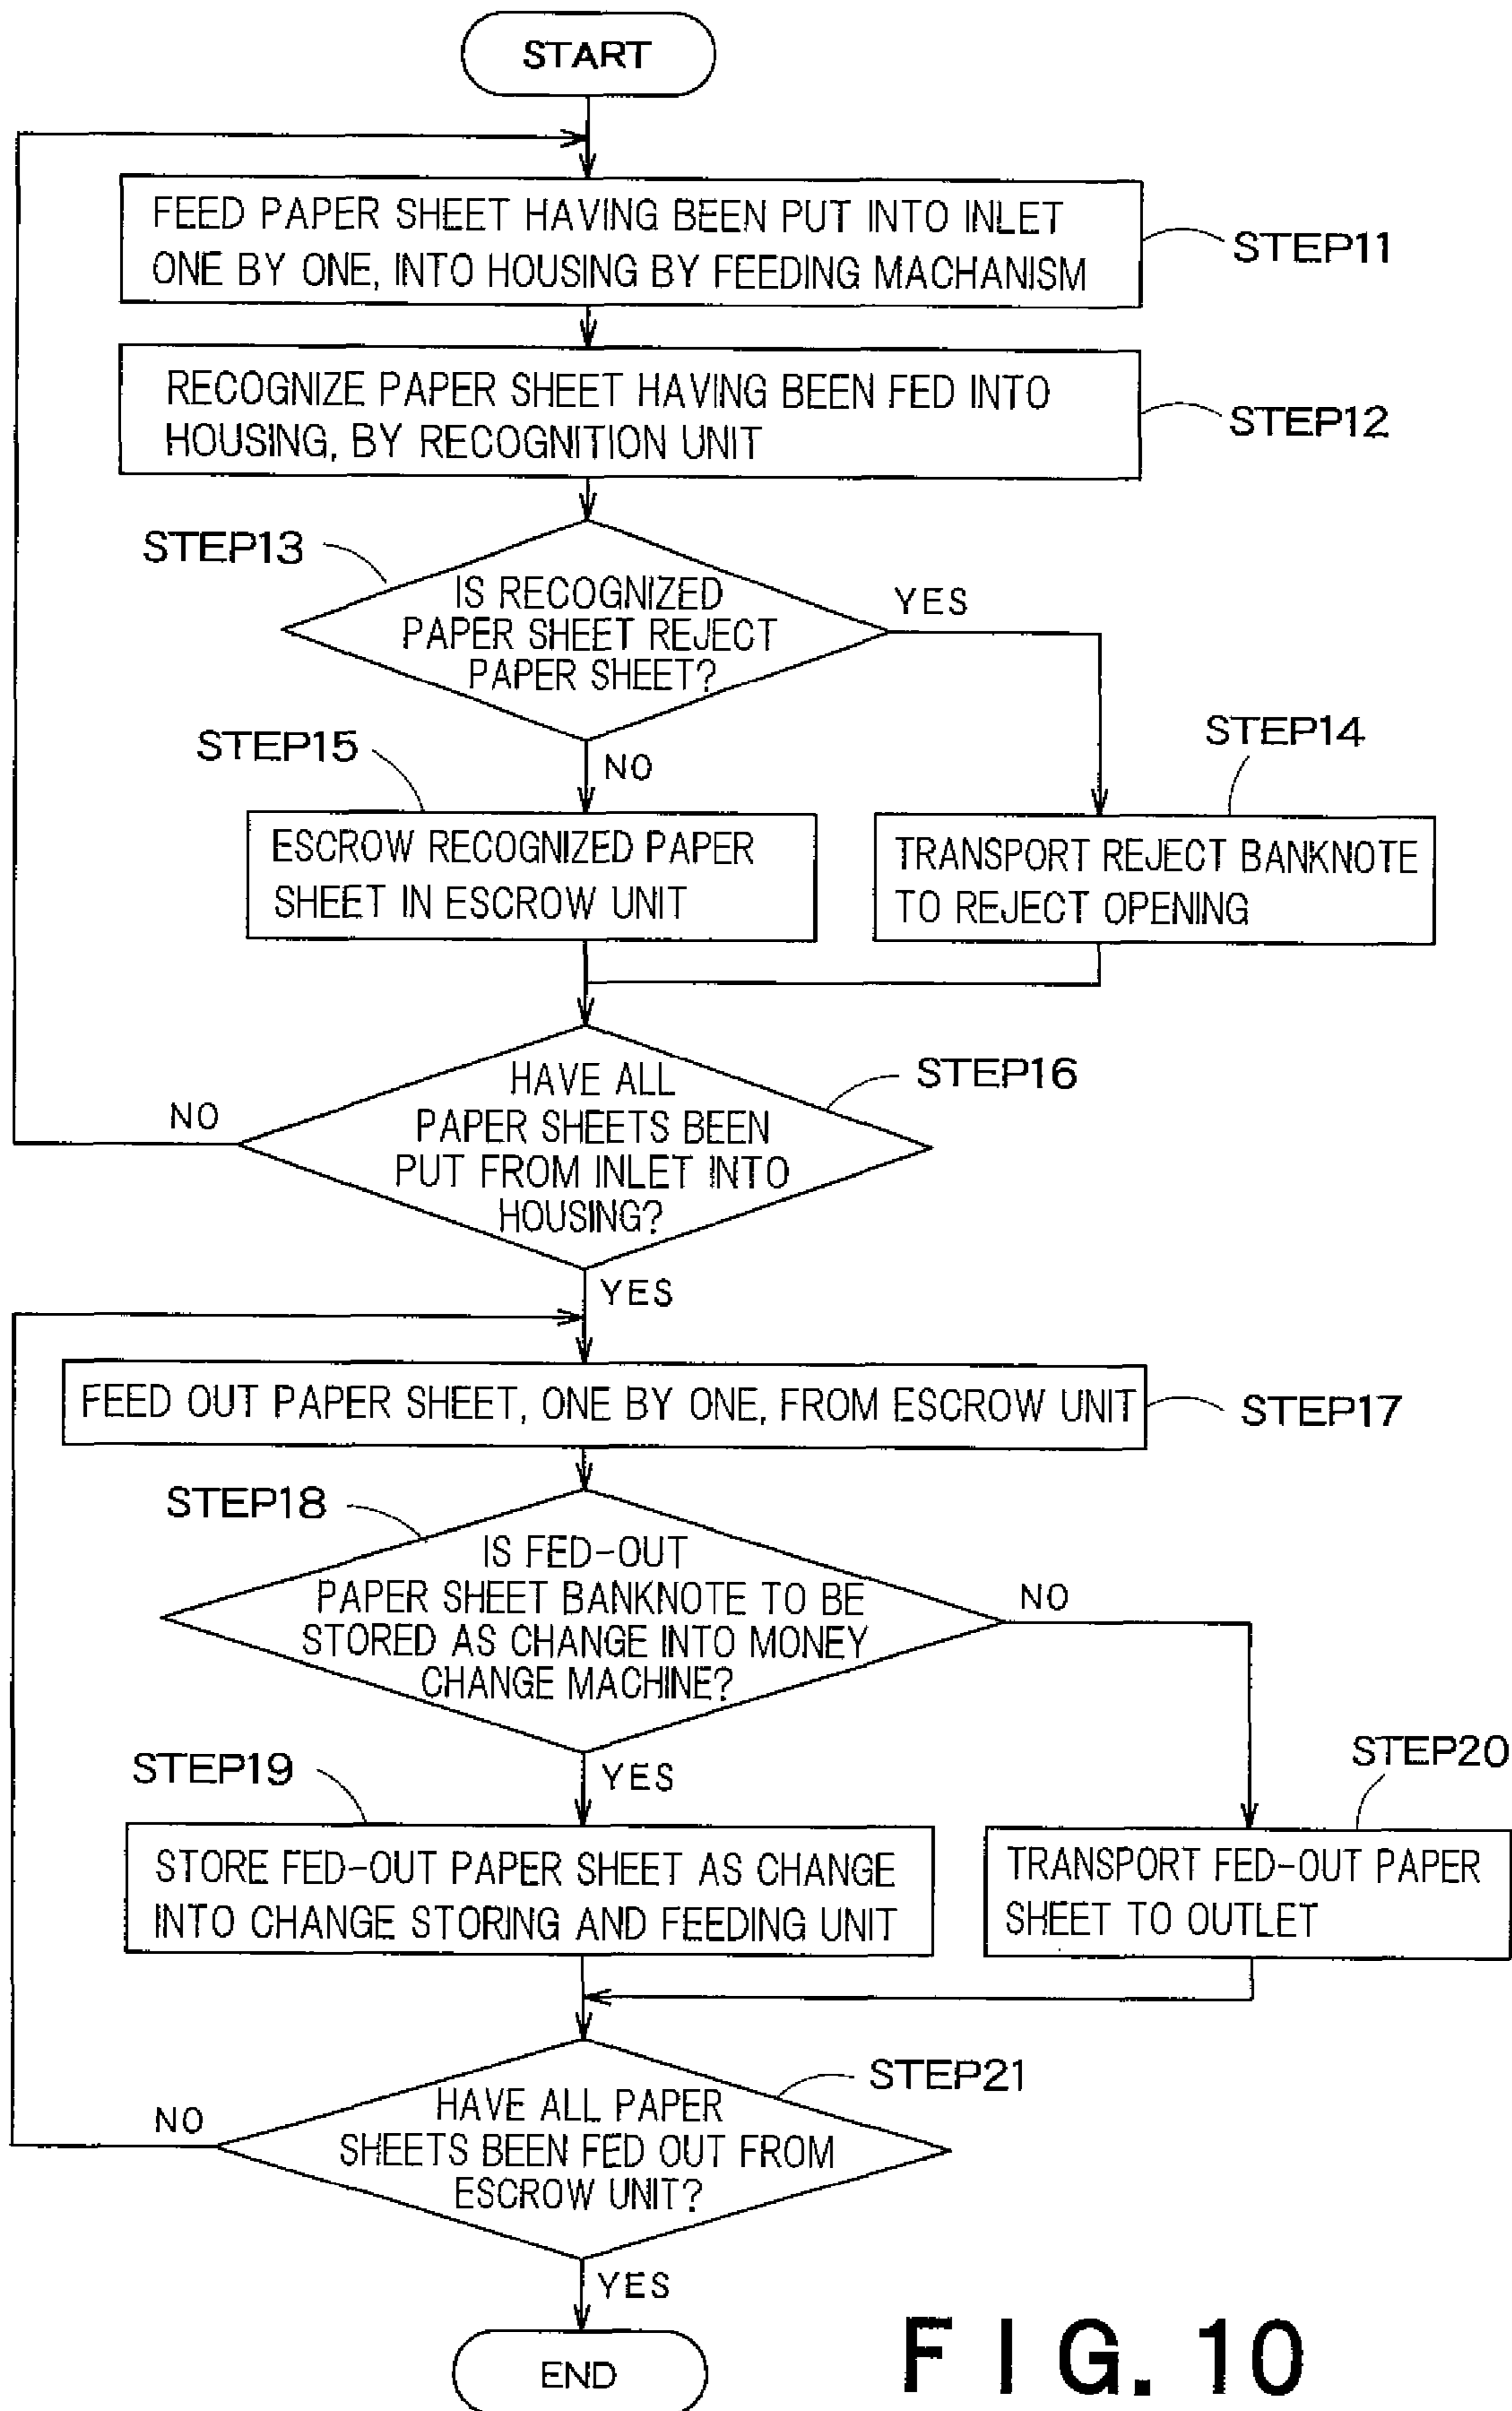 START
FEED PAPER SHEET HAVING BEEN PUT INTO INLET
ONE BY ONE, INTO HOUSING BY FEEDING MACHANISM
STEP11
RECOGNIZE PAPER SHEET HAVING BEEN FED INTO
HOUSING, BY RECOGNITION UNIT
STEP12
STEP13
IS RECOGNIZED
PAPER SHEET REJECT
PAPER SHEET?
YES
NO
STEP15
STEP14
ESCROW RECOGNIZED PAPER
SHEET IN ESCROW UNIT
TRANSPORT REJECT BANKNOTE
TO REJECT OPENING
STEP16
HAVE ALL
PAPER SHEETS BEEN
PUT FROM INLET INTO
HOUSING?
NO
YES
FEED OUT PAPER SHEET, ONE BY ONE, FROM ESCROW UNIT
STEP17
STEP18
IS FED-OUT
PAPER SHEET BANKNOTE TO BE
STORED AS CHANGE INTO MONEY
CHANGE MACHINE?
NO
YES
STEP19
STEP20
STORE FED-OUT PAPER SHEET AS CHANGE
INTO CHANGE STORING AND FEEDING UNIT
TRANSPORT FED-OUT PAPER
SHEET TO OUTLET
STEP21
HAVE ALL PAPER
SHEETS BEEN FED OUT FROM
ESCROW UNIT?
NO
YES
END
FIG. 10